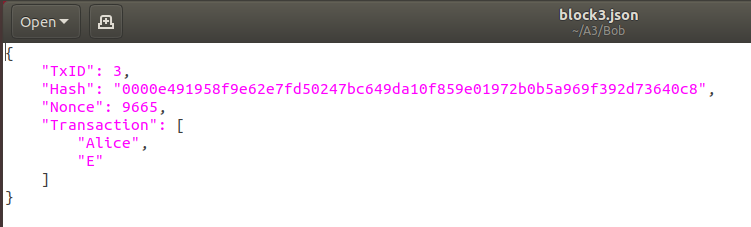 Open
block3.json
~/A3/Bob
{
"TxID": 3,
"Hash": "0000e491958f9e62e7fd50247bc649da10f859e01972b0b5a969f392d73640c8",
"Nonce": 9665,
"Transaction": [
"Alice",
"E"
]
}